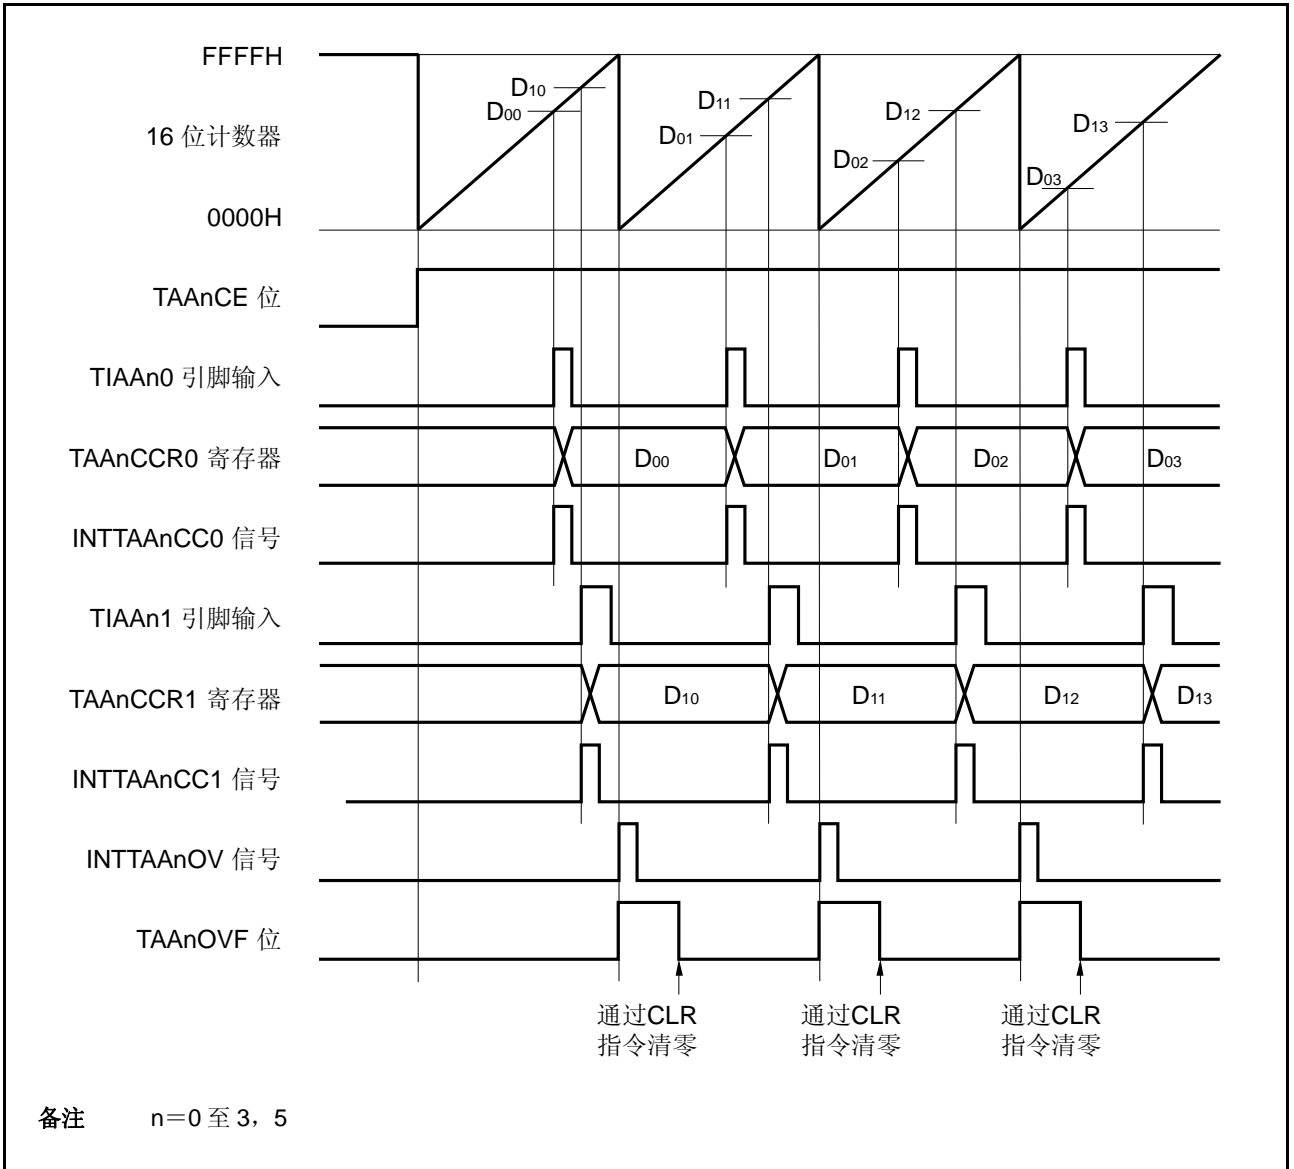 FFFFH
16 位计数器
0000H
D10
D00
D11
D01
D12
D02
D13
D03
TAAnCE 位
TIAAn0 引脚输入
TAAnCCR0 寄存器
D00
D01
D02
D03
INTTAAnCC0 信号
TIAAn1 引脚输入
TAAnCCR1 寄存器
D10
D11
D12
D13
INTTAAnCC1 信号
INTTAAnOV 信号
TAAnOVF 位
通过CLR
指令清零
通过CLR
指令清零
通过CLR
指令清零
备注 n＝0 至 3，5